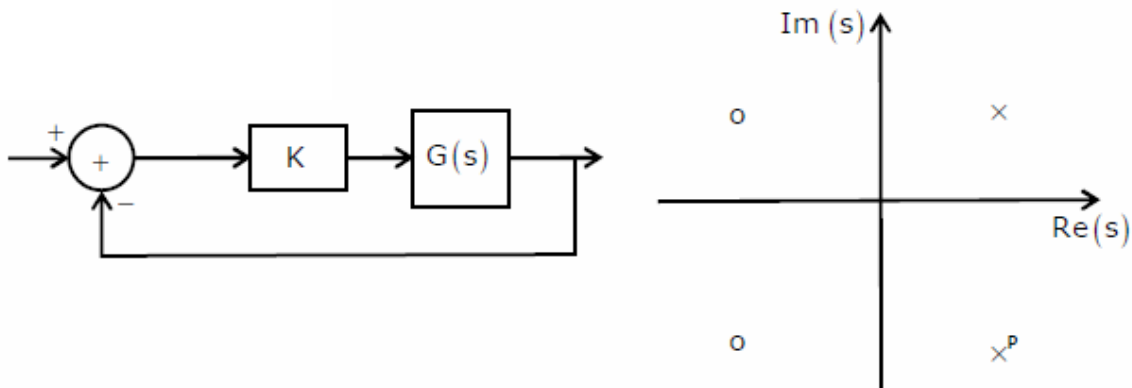 +
+
−
K
G(s)
Im (s)
o
×
Re(s)
o
×P